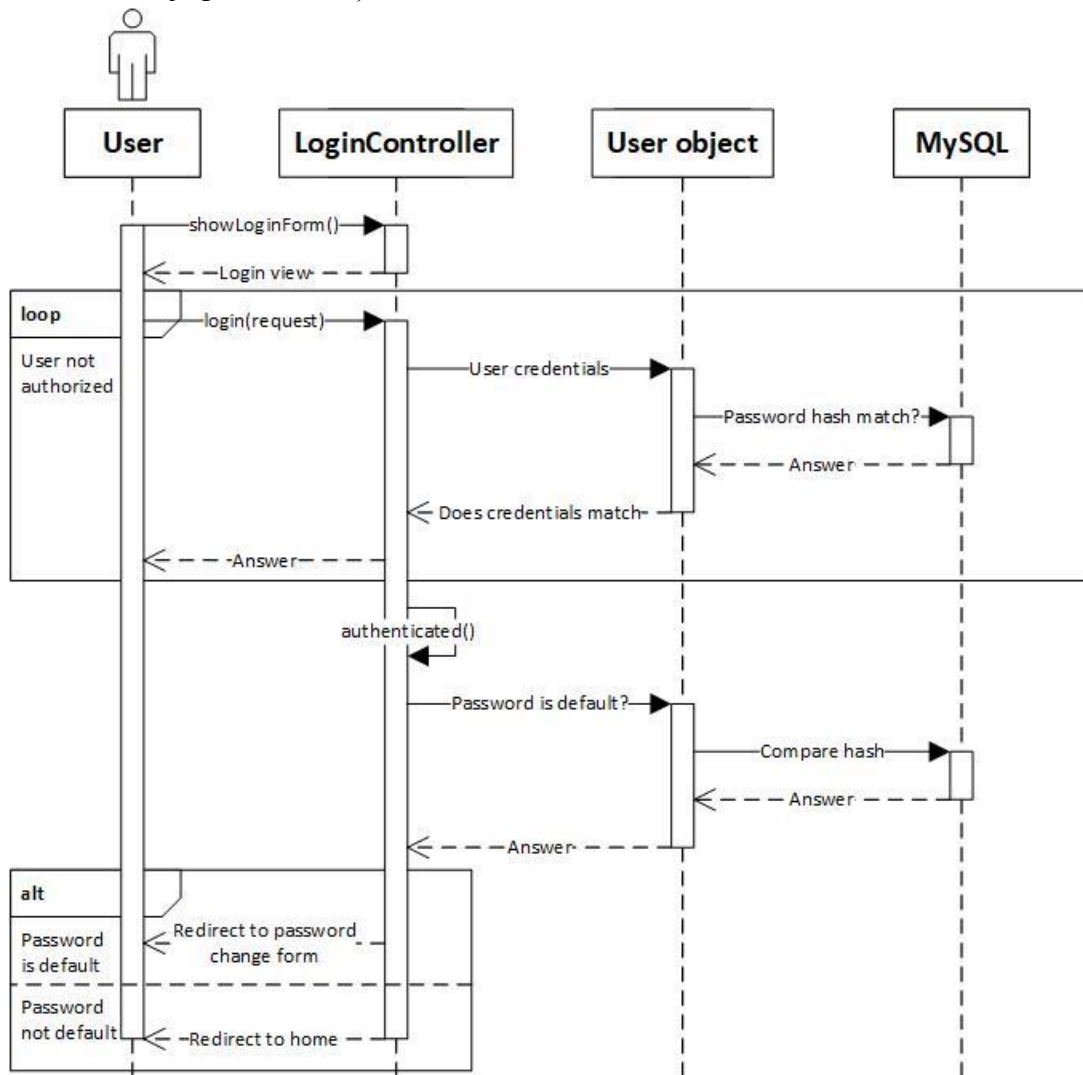 User
LoginController
User object
MySQL
showLoginForm()
Login view
loop
login(request)
User not
authorized
User credentials
Password hash match?
Answer
Does credentials match
Answer
authenticated()
Password is default?
Compare hash
Answer
Answer
alt
Password
is default
Redirect to password
change form
Password
not default
Redirect to home